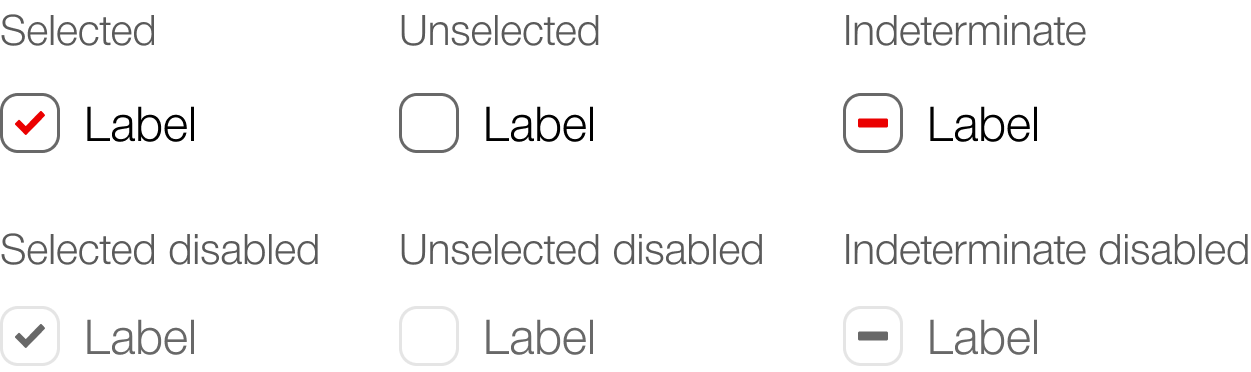 Selected Unselected Indeterminate
Label Label Label
Selected disabled Unselected disabled Indeterminate disabled
Label Label Label